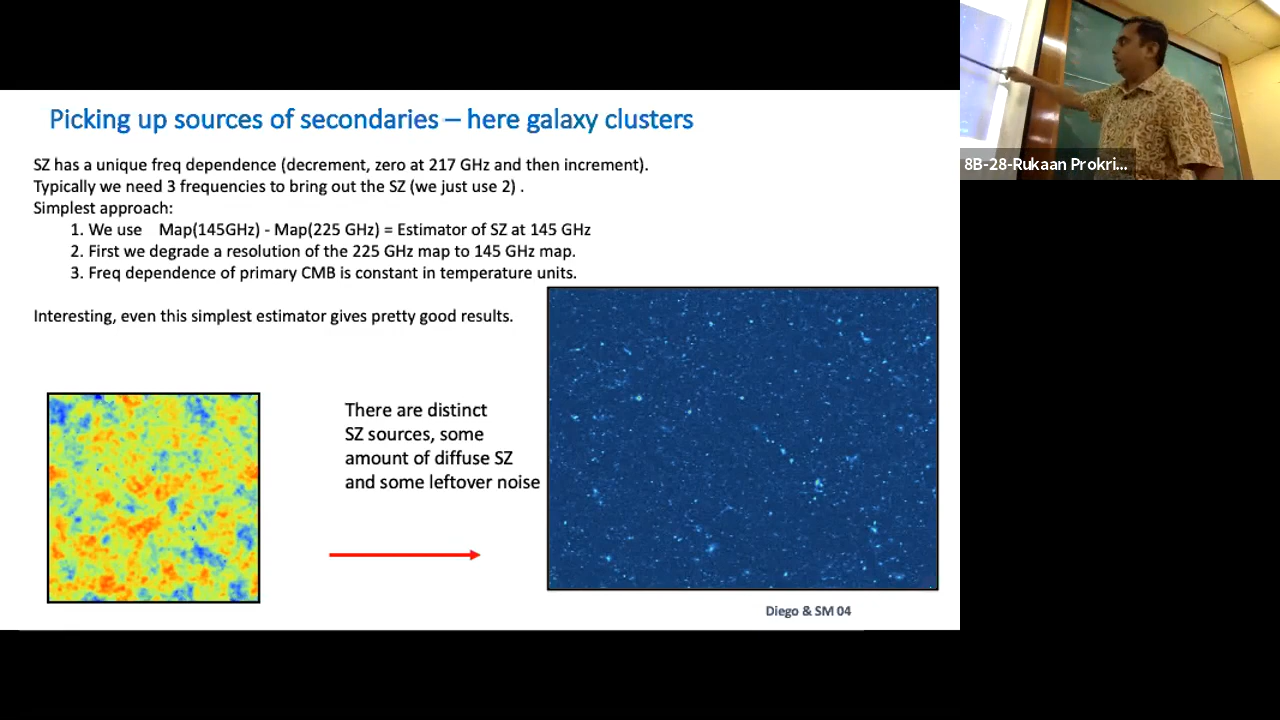 Picking up sources of secondaries – here galaxy clusters
SZ has a unique freq dependence (decrement, zero at 217 GHz and then increment).
Typically we need 3 frequencies to bring out the SZ (we just use 2) .
Simplest approach:
1. We use Map(145GHz) - Map(225 GHz) = Estimator of SZ at 145 GHz
2. First we degrade a resolution of the 225 GHz map to 145 GHz map.
3. Freq dependence of primary CMB is constant in temperature units.
Interesting, even this simplest estimator gives pretty good results.
There are distinct
SZ sources, some
amount of diffuse SZ
and some leftover noise
Diego & SM 04
8B-28-Rukaan Prokri...